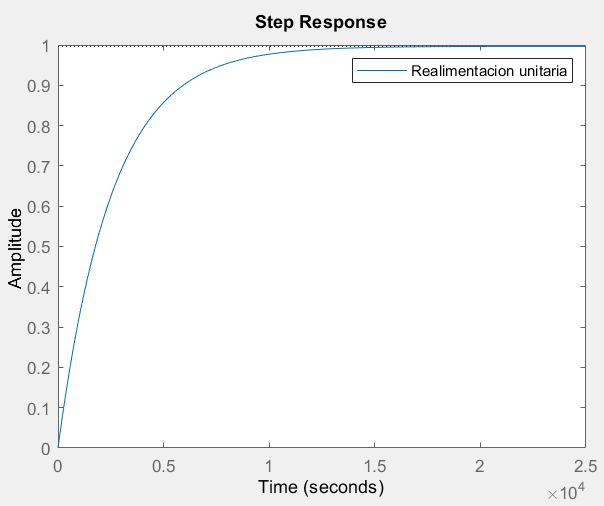 Step Response
Realimentacion unitaria
Amplitude
1
0.9
0.8
0.7
0.6
0.5
0.4
0.3
0.2
0.1
0
0 0.5 1 1.5 2 2.5
Time (seconds)
×10⁴